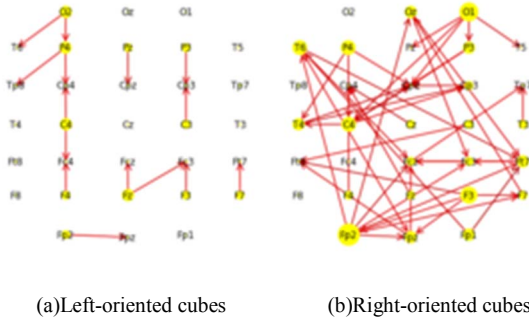 O2 Oz O1 O2 Oz O1
T6 P4 Pz P3 T5 T6 P4 Pz P3 T5
Tp8 Cp4 Cpz Cp3 Tp7 Tp8 Cp4 Cp3 Tp7
T4 C4 Cz C3 T3 T4 C4 Cz C3 T3
Ft8 Fc4 Fcz Fc3 Ft7 Ft8 Fc4 Fc3 Ft7
F8 F4 Fz F3 F7 F8 F4 Fz F3 F7
Fp2 Fpz Fp1 Fp2 Fpz Fp1
(a)Left-oriented cubes (b)Right-oriented cubes